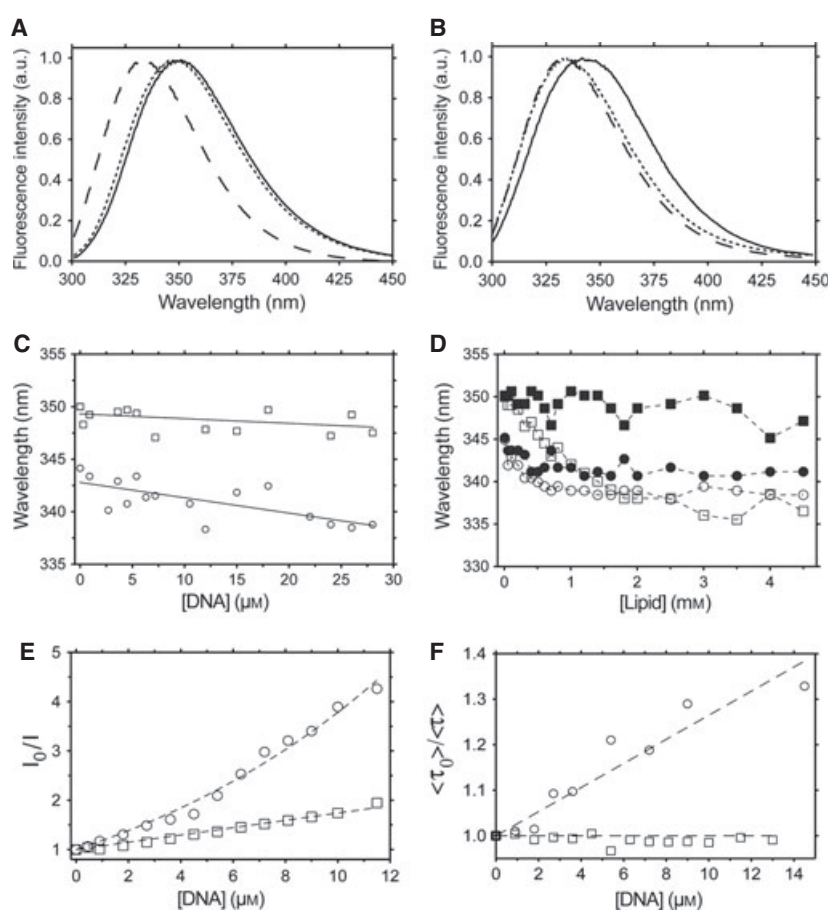 A
B
Fluorescence intensity (a.u.)
1.0
0.8
0.6
0.4
0.2
0.0
300 325 350 375 400 425 450
Wavelength (nm)
Fluorescence intensity (a.u.)
1.0
0.8
0.6
0.4
0.2
0.0
300 325 350 375 400 425 450
Wavelength (nm)
C
D
Wavelength (nm)
355
350
345
340
335
0 5 10 15 20 25 30
[DNA] (µM)
Wavelength (nm)
355
350
345
340
335
330
0 1 2 3 4
[Lipid] (mM)
E
F
I0/I
5
4
3
2
1
0 2 4 6 8 10 12
[DNA] (µM)
<τ0>/<τ>
1.4
1.3
1.2
1.1
1.0
0 2 4 6 8 10 12 14
[DNA] (µM)